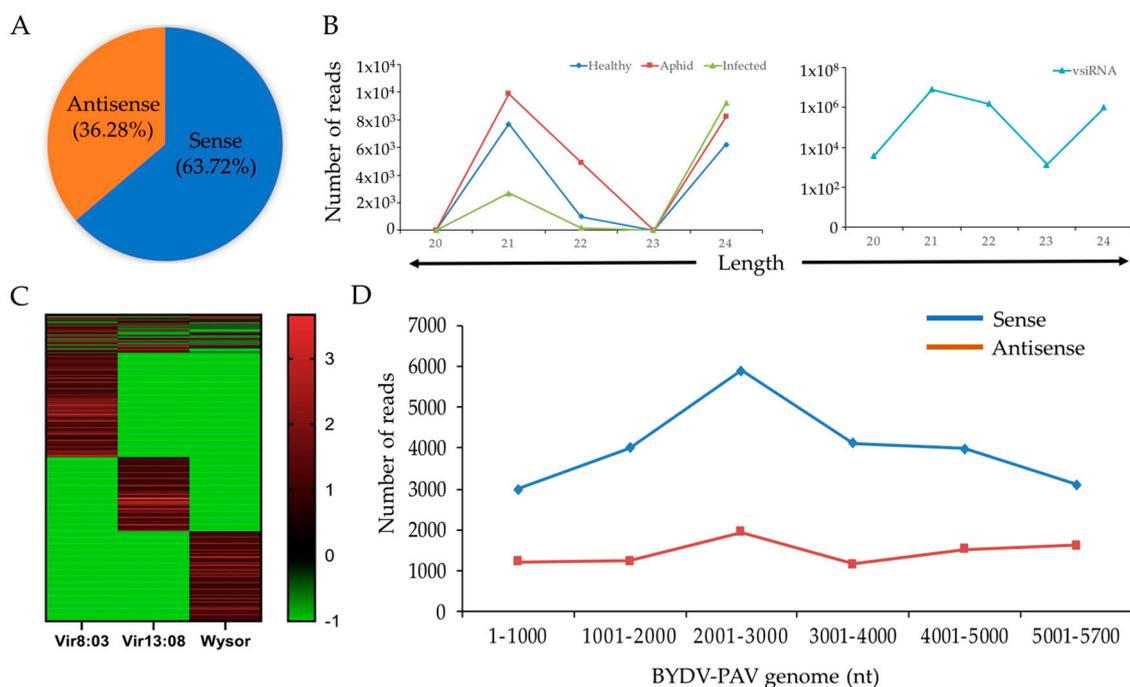 A
Antisense
(36.28%)
Sense
(63.72%)
B
Number of reads
1x10⁴
1x10⁴
8x10³
6x10³
4x10³
2x10³
0
Healthy Aphid Infected
20 21 22 23 24
1x10⁸
1x10⁶
1x10⁴
1x10²
0
vsiRNA
20 21 22 23 24
Length
C
3
2
1
0
-1
Vir8:03 Vir13:08 Wysor
D
Number of reads
7000
6000
5000
4000
3000
2000
1000
0
Sense
Antisense
1-1000 1001-2000 2001-3000 3001-4000 4001-5000 5001-5700
BYDV-PAV genome (nt)